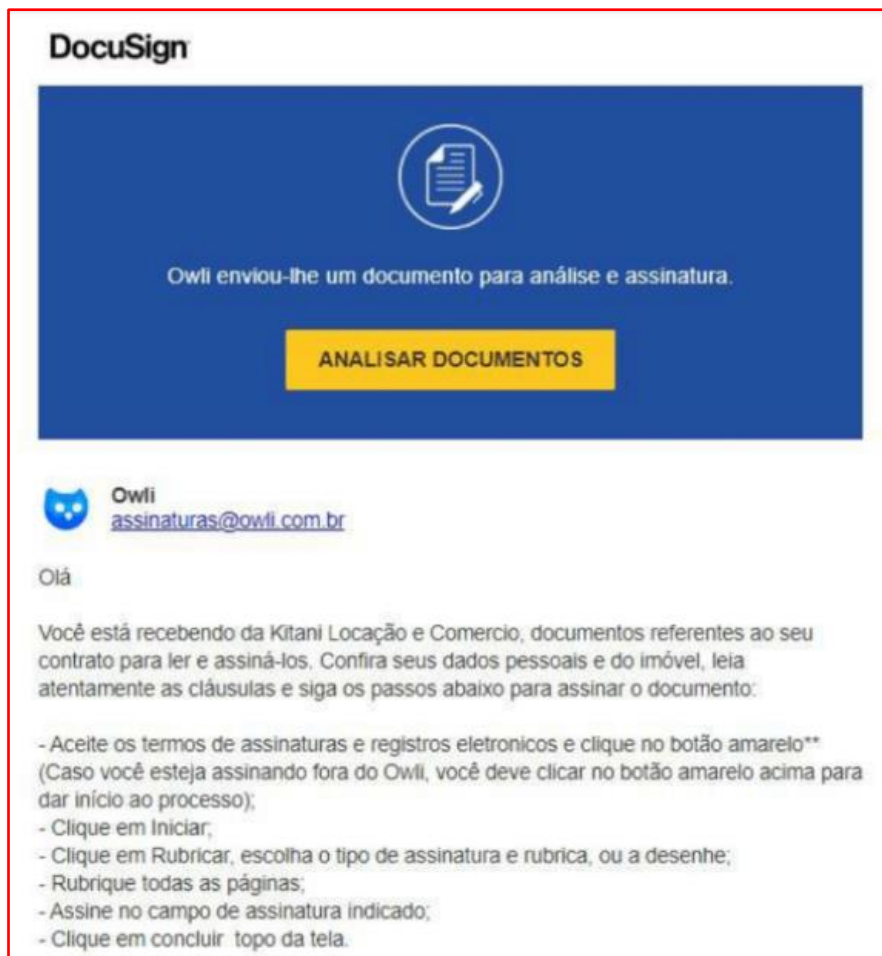 DocuSign
Owli enviou-lhe um documento para análise e assinatura.
ANALISAR DOCUMENTOS
Owli
assinaturas@owli.com.br
Olá
Você está recebendo da Kitani Locação e Comercio, documentos referentes ao seu
contrato para ler e assiná-los. Confira seus dados pessoais e do imóvel, leia
atentamente as cláusulas e siga os passos abaixo para assinar o documento:
- Aceite os termos de assinaturas e registros eletronicos e clique no botão amarelo**
(Caso você esteja assinando fora do Owli, você deve clicar no botão amarelo acima para
dar início ao processo);
- Clique em Iniciar;
- Clique em Rubricar, escolha o tipo de assinatura e rubrica, ou a desenhe;
- Rubrique todas as páginas;
- Assine no campo de assinatura indicado;
- Clique em concluir topo da tela.